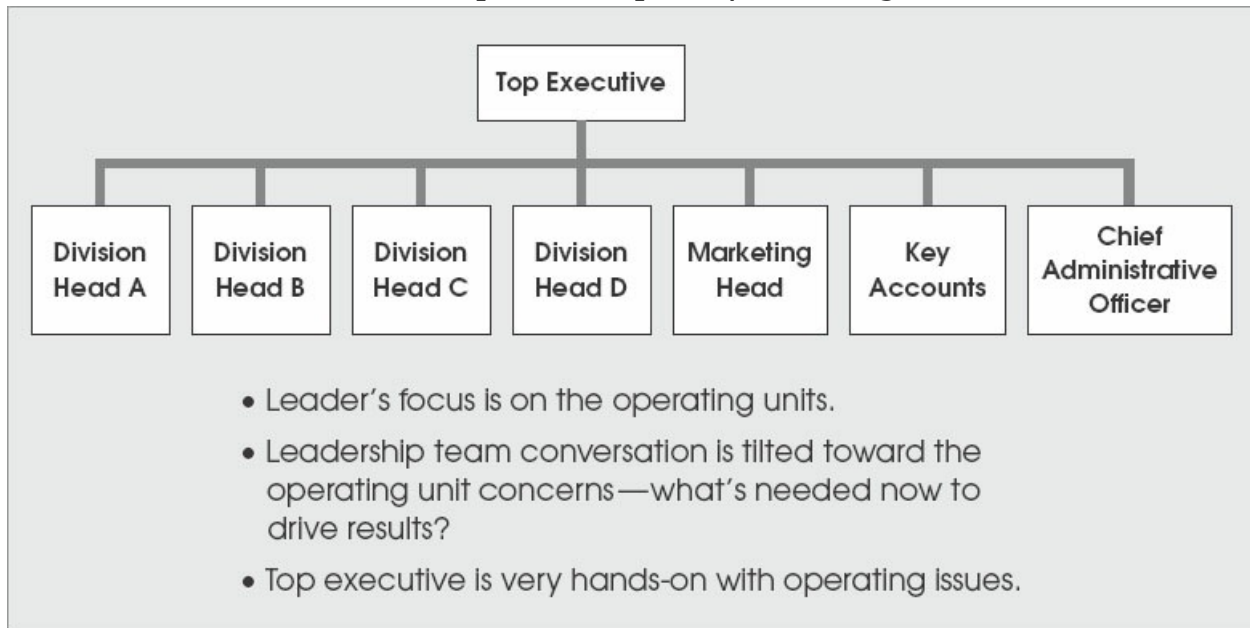 Top Executive
Division
Head A
Division
Head B
Division
Head C
Division
Head D
Marketing
Head
Key
Accounts
Chief
Administrative
Officer
• Leader’s focus is on the operating units.
• Leadership team conversation is tilted toward the
operating unit concerns—what’s needed now to
drive results?
• Top executive is very hands-on with operating issues.